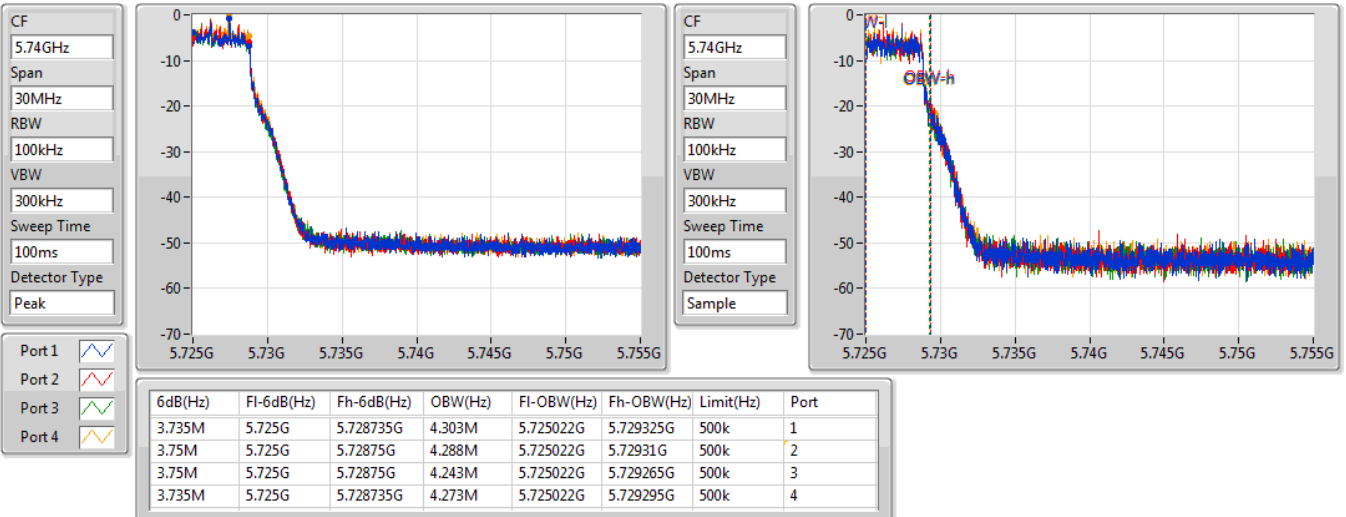 CF
5.74GHz
Span
30MHz
RBW
100kHz
VBW
300kHz
Sweep Time
100ms
Detector Type
Peak
0
-10
-20
-30
-40
-50
-60
-70
5.725G 5.73G 5.735G 5.74G 5.745G 5.75G 5.755G
CF
5.74GHz
Span
30MHz
RBW
100kHz
VBW
300kHz
Sweep Time
100ms
Detector Type
Sample
0
-10
OBW-h
-20
-30
-40
-50
-60
-70
5.725G 5.73G 5.735G 5.74G 5.745G 5.75G 5.755G
Port 1
Port 2
Port 3
Port 4
6dB(Hz) Fl-6dB(Hz) Fh-6dB(Hz) OBW(Hz) Fl-OBW(Hz) Fh-OBW(Hz) Limit(Hz) Port
3.735M 5.725G 5.728735G 4.303M 5.725022G 5.729325G 500k 1
3.75M 5.725G 5.72875G 4.288M 5.725022G 5.72931G 500k 2
3.75M 5.725G 5.72875G 4.243M 5.725022G 5.729265G 500k 3
3.735M 5.725G 5.728735G 4.273M 5.725022G 5.729295G 500k 4